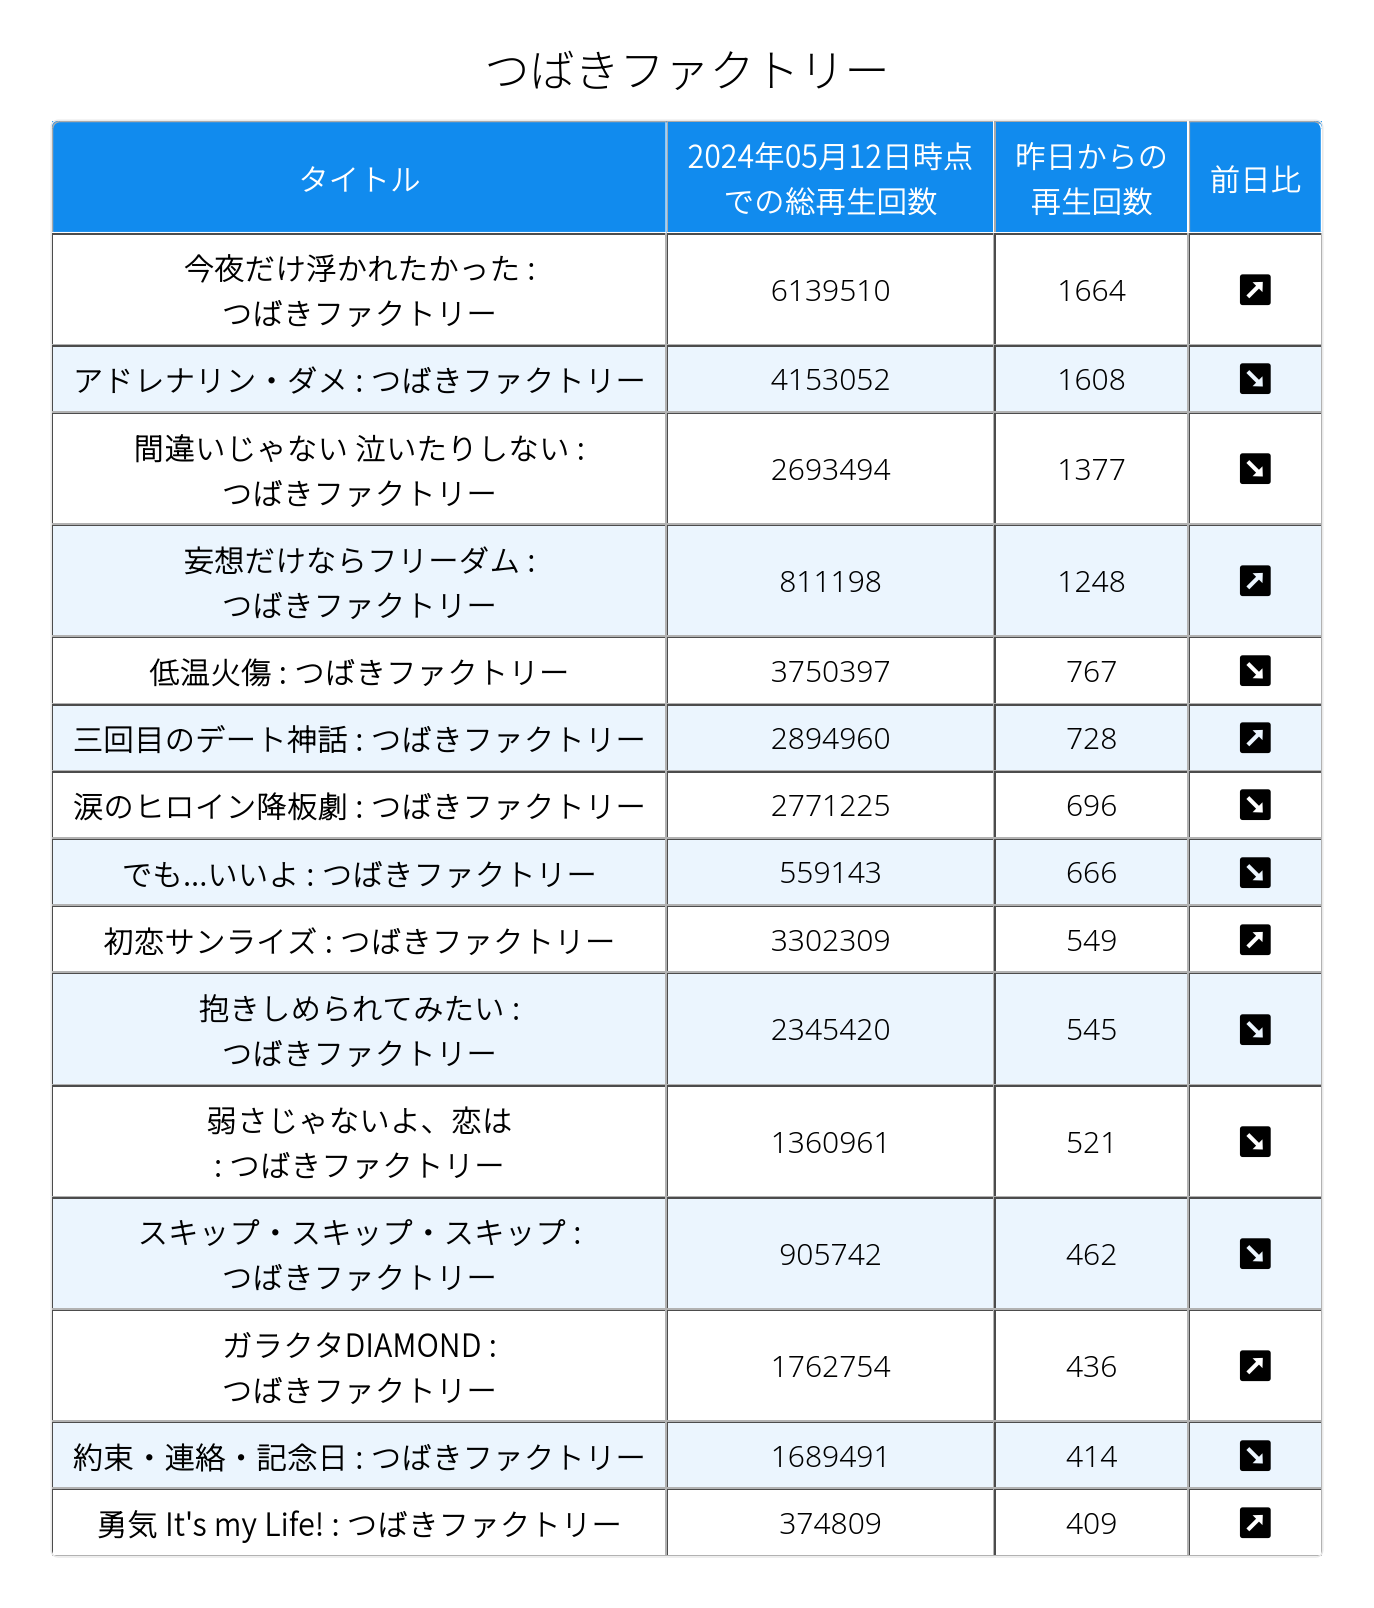 つばきファクトリー
タイトル
2024年05月12日時点
での総再生回数
昨日からの
再生回数
前日比
今夜だけ浮かれたかった :
つばきファクトリー
6139510
1664
アドレナリン・ダメ : つばきファクトリー
4153052
1608
間違いじゃない 泣いたりしない :
つばきファクトリー
2693494
1377
妄想だけならフリーダム :
つばきファクトリー
811198
1248
低温火傷 : つばきファクトリー
3750397
767
三回目のデート神話 : つばきファクトリー
2894960
728
涙のヒロイン降板劇 : つばきファクトリー
2771225
696
でも...いいよ : つばきファクトリー
559143
666
初恋サンライズ : つばきファクトリー
3302309
549
抱きしめられてみたい :
つばきファクトリー
2345420
545
弱さじゃないよ、恋は
: つばきファクトリー
1360961
521
スキップ・スキップ・スキップ :
つばきファクトリー
905742
462
ガラクタDIAMOND :
つばきファクトリー
1762754
436
約束・連絡・記念日 : つばきファクトリー
1689491
414
勇気 It's my Life! : つばきファクトリー
374809
409